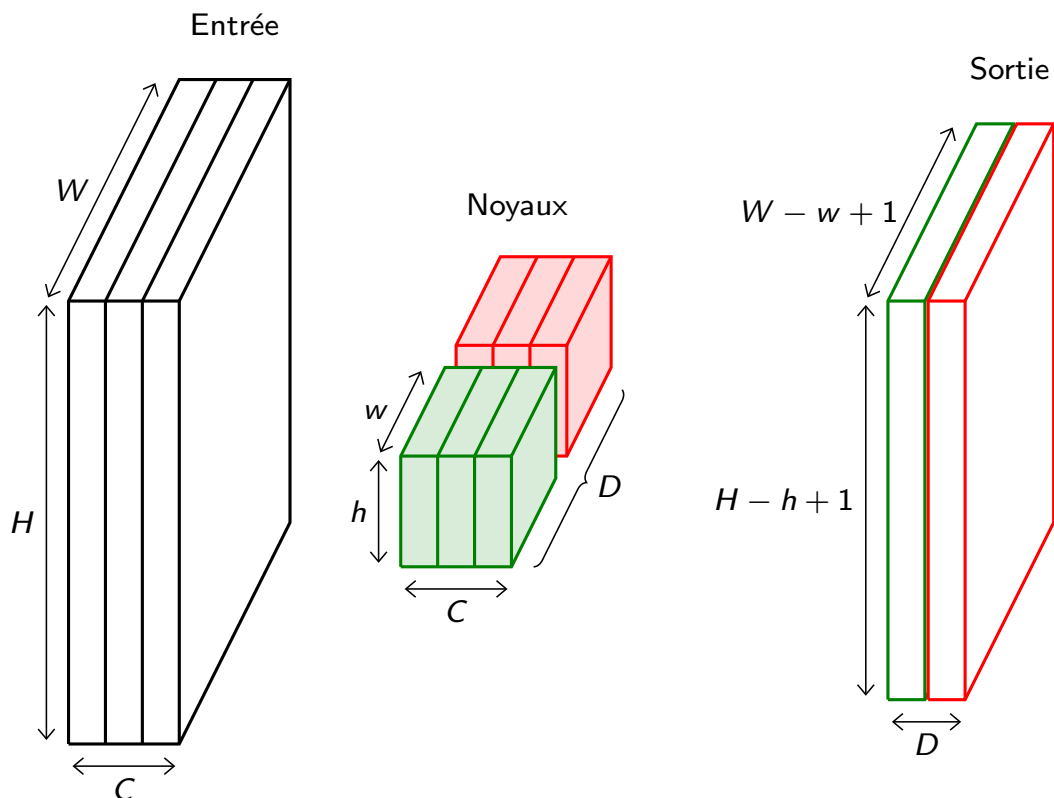 Entrée
W
H
C
Noyaux
w
h
C
D
Sortie
W − w + 1
H − h + 1
D